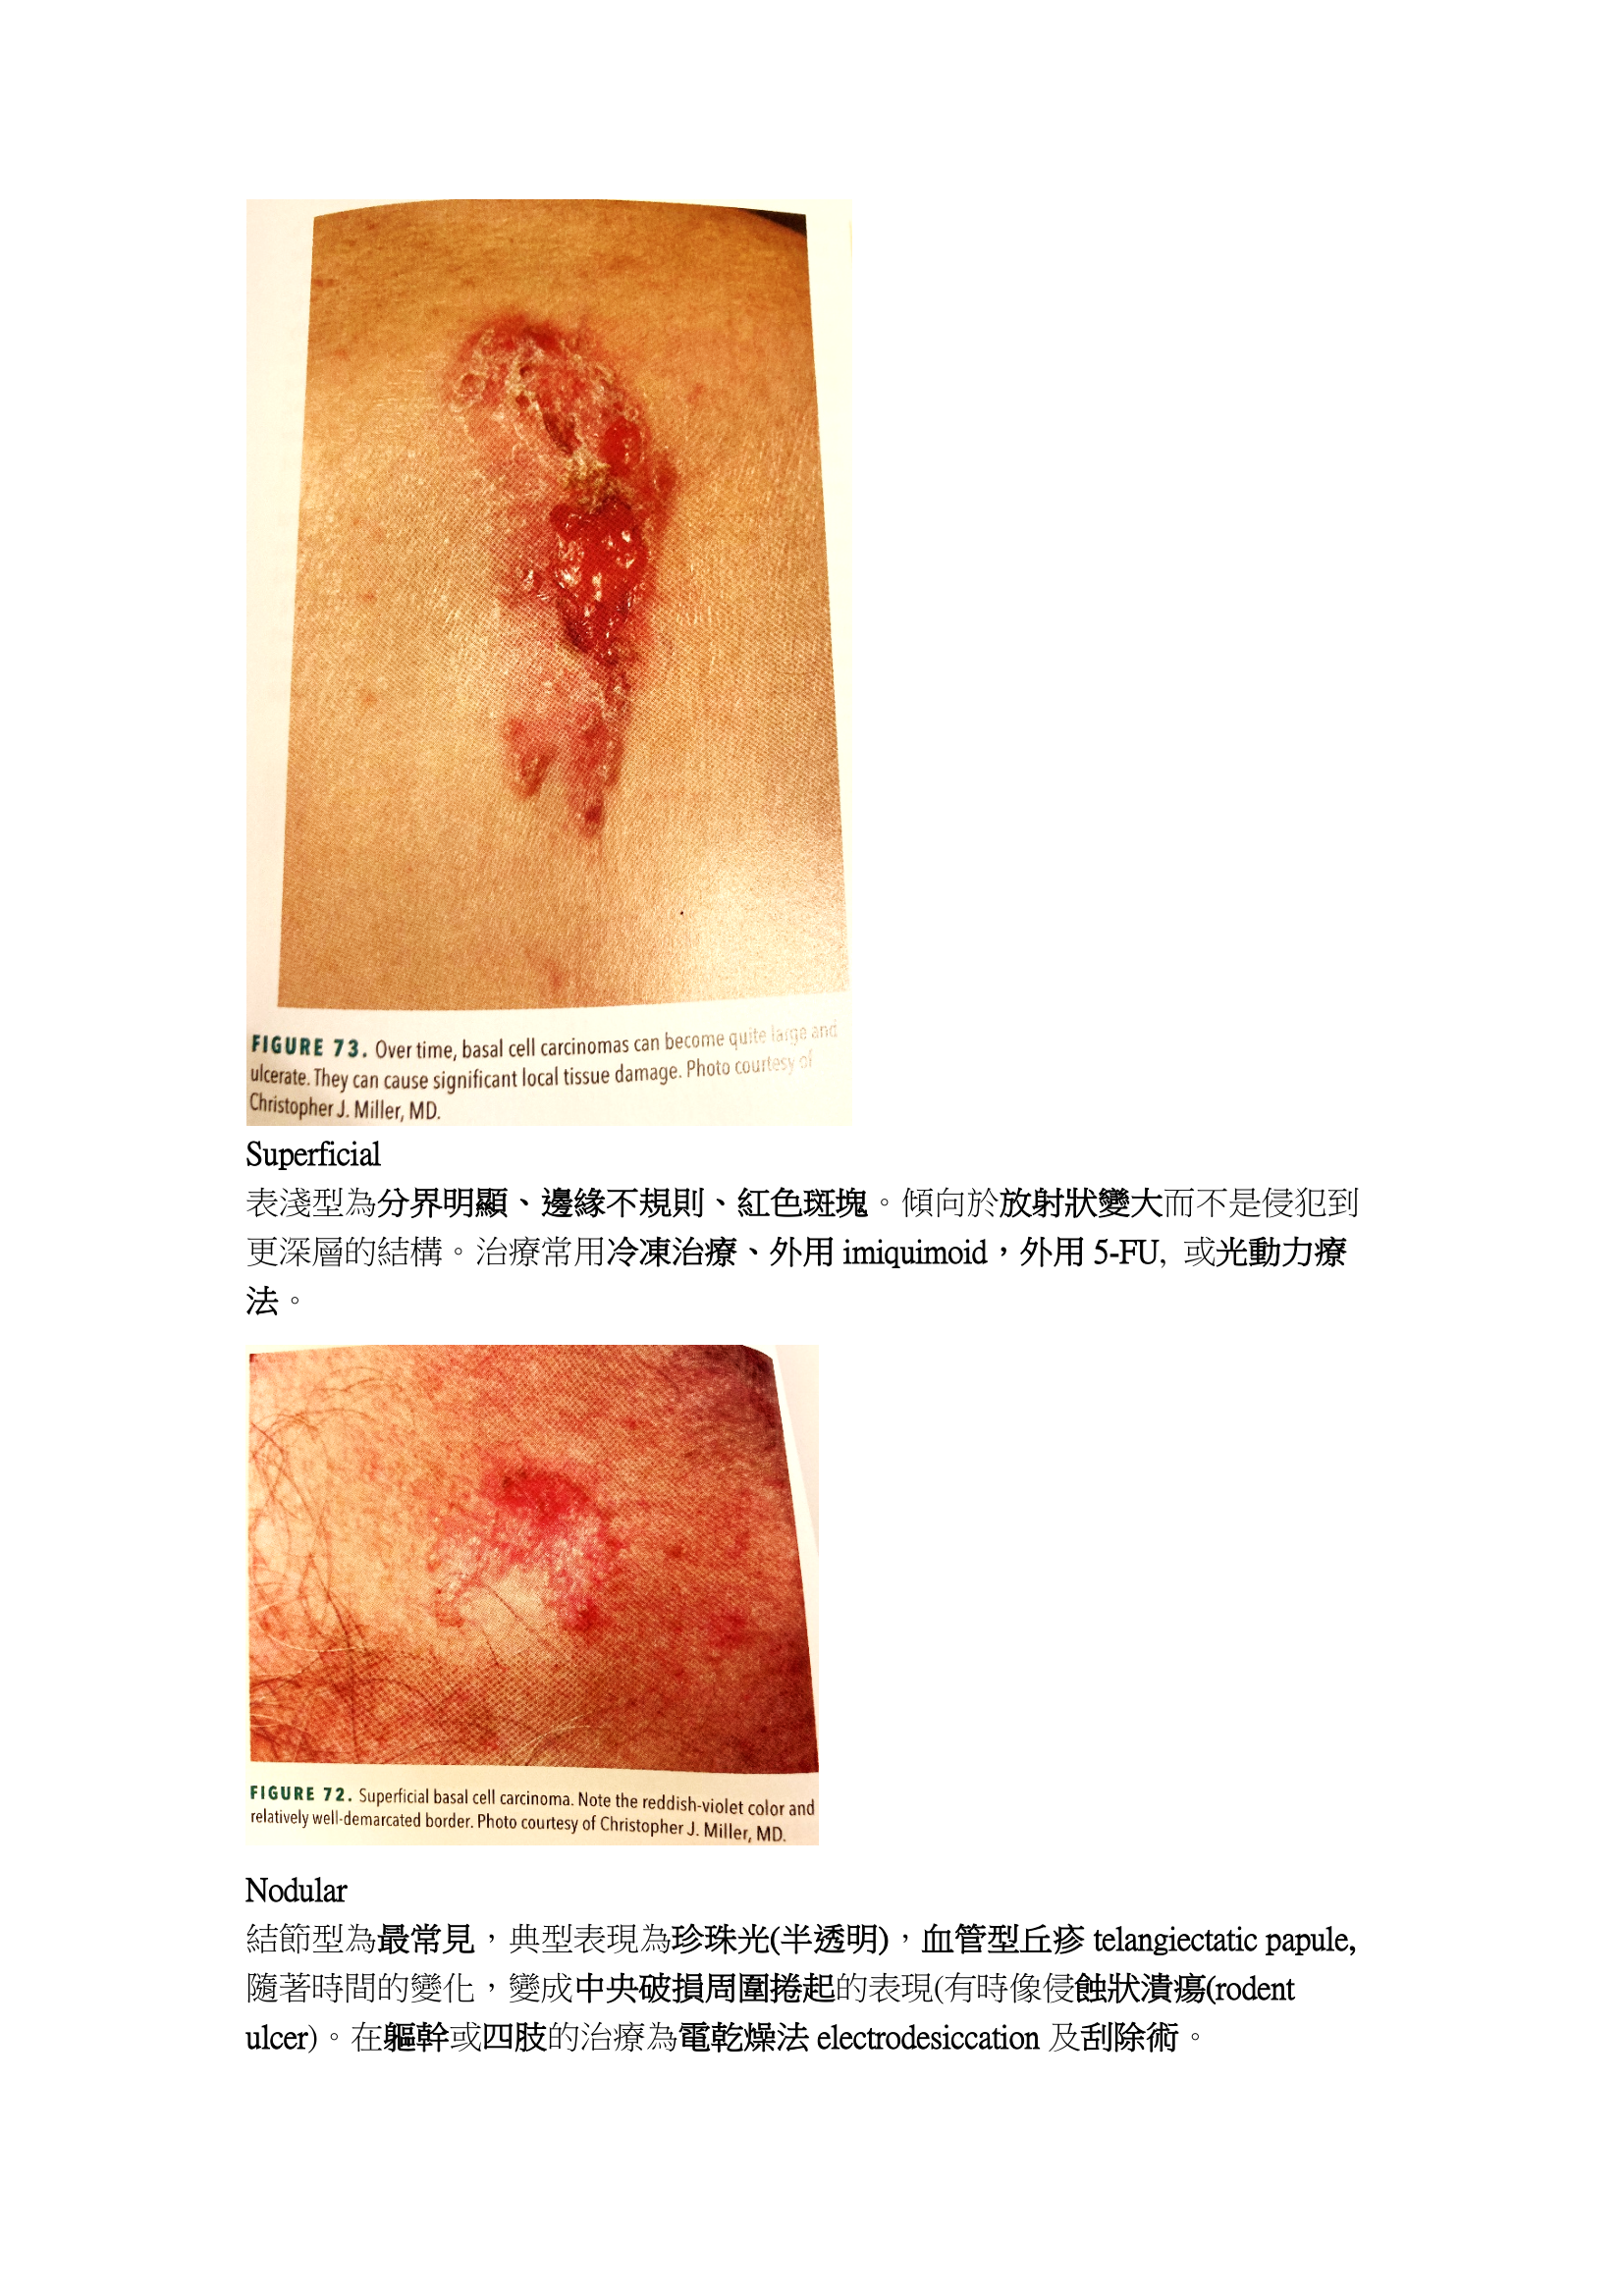 FIGURE 73. Over time, basal cell carcinomas can become quite large and
ulcerate. They can cause significant local tissue damage. Photo courtesy of
Christopher J. Miller, MD.
Superficial
表淺型為分界明顯、邊緣不規則、紅色斑塊。傾向於放射狀變大而不是侵犯到
更深層的結構。治療常用冷凍治療、外用 imiquimoid，外用 5-FU, 或光動力療
法。
FIGURE 72. Superficial basal cell carcinoma. Note the reddish-violet color and
relatively well-demarcated border. Photo courtesy of Christopher J. Miller, MD.
Nodular
結節型為最常見，典型表現為珍珠光(半透明)，血管型丘疹 telangiectatic papule,
隨著時間的變化，變成中央破損周圍捲起的表現(有時像侵蝕狀潰瘍(rodent
ulcer)。在軀幹或四肢的治療為電乾燥法 electrodesiccation 及刮除術。